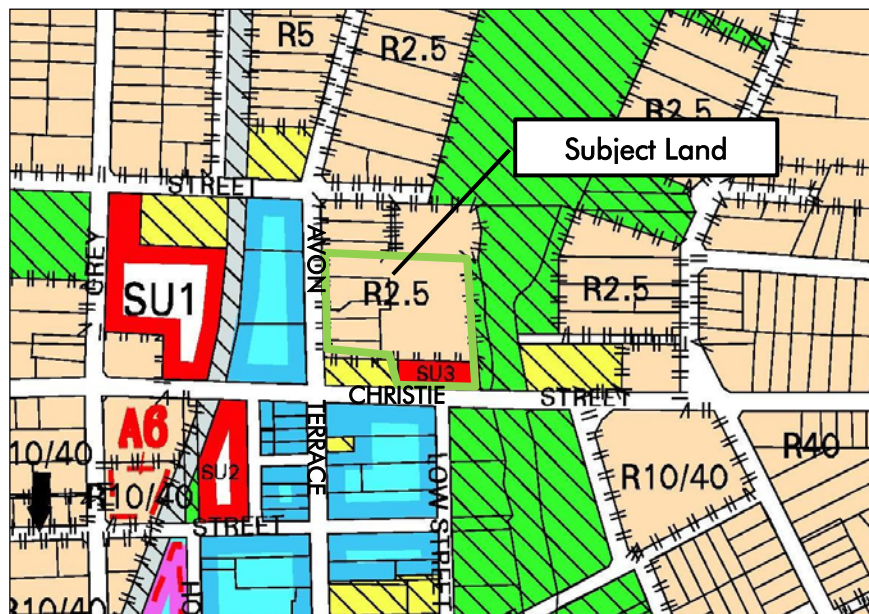 R5
R2.5
R2.5
Subject Land
STREET
GREY
AVON
SU1
R2.5
R2.5
SU3
CHRISTIE
STREET
A6
10/40
TERRACE
R40
SU2
LOW STREET
R10/40
R10/40
STREET
R10/40